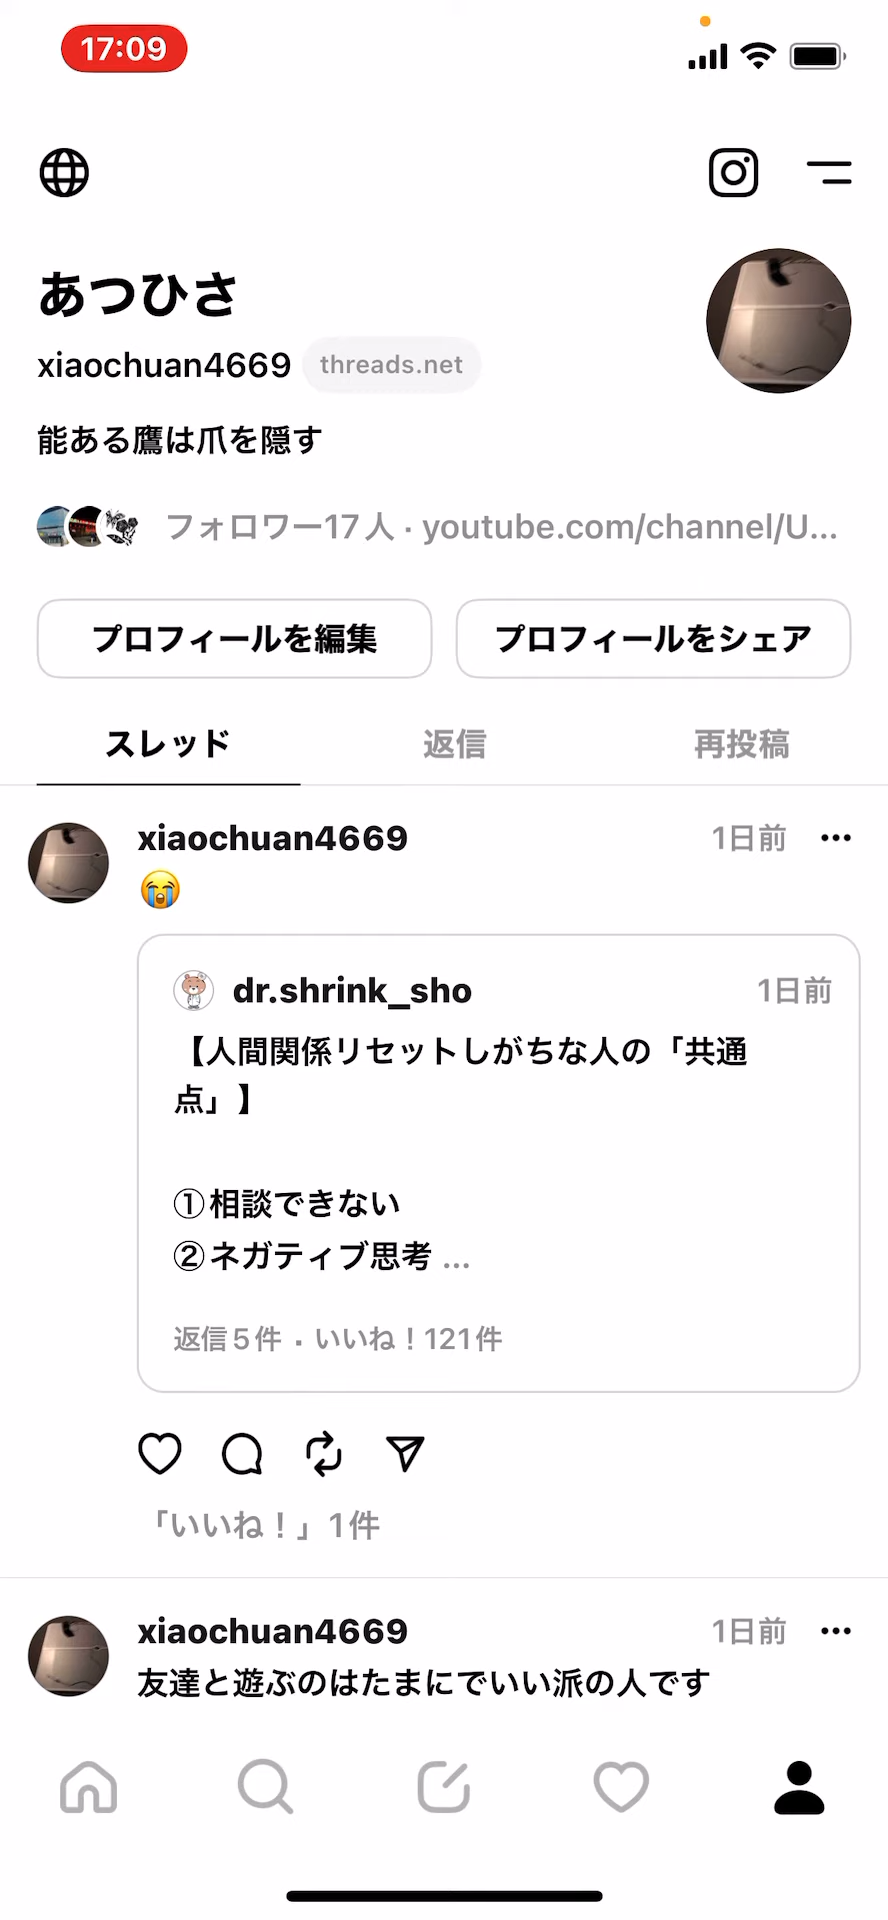 17:09
あつひさ
xiaochuan4669 threads.net
能ある鷹は爪を隠す
フォロワー17人 · youtube.com/channel/U...
プロフィールを編集 プロフィールをシェア
スレッド 返信 再投稿
xiaochuan4669 1日前
😭
dr.shrink_sho 1日前
【人間関係リセットしがちな人の「共通
点」】
①相談できない
②ネガティブ思考 ...
返信5件 · いいね！121件
「いいね！」1件
xiaochuan4669 1日前
友達と遊ぶのはたまにでいい派の人です